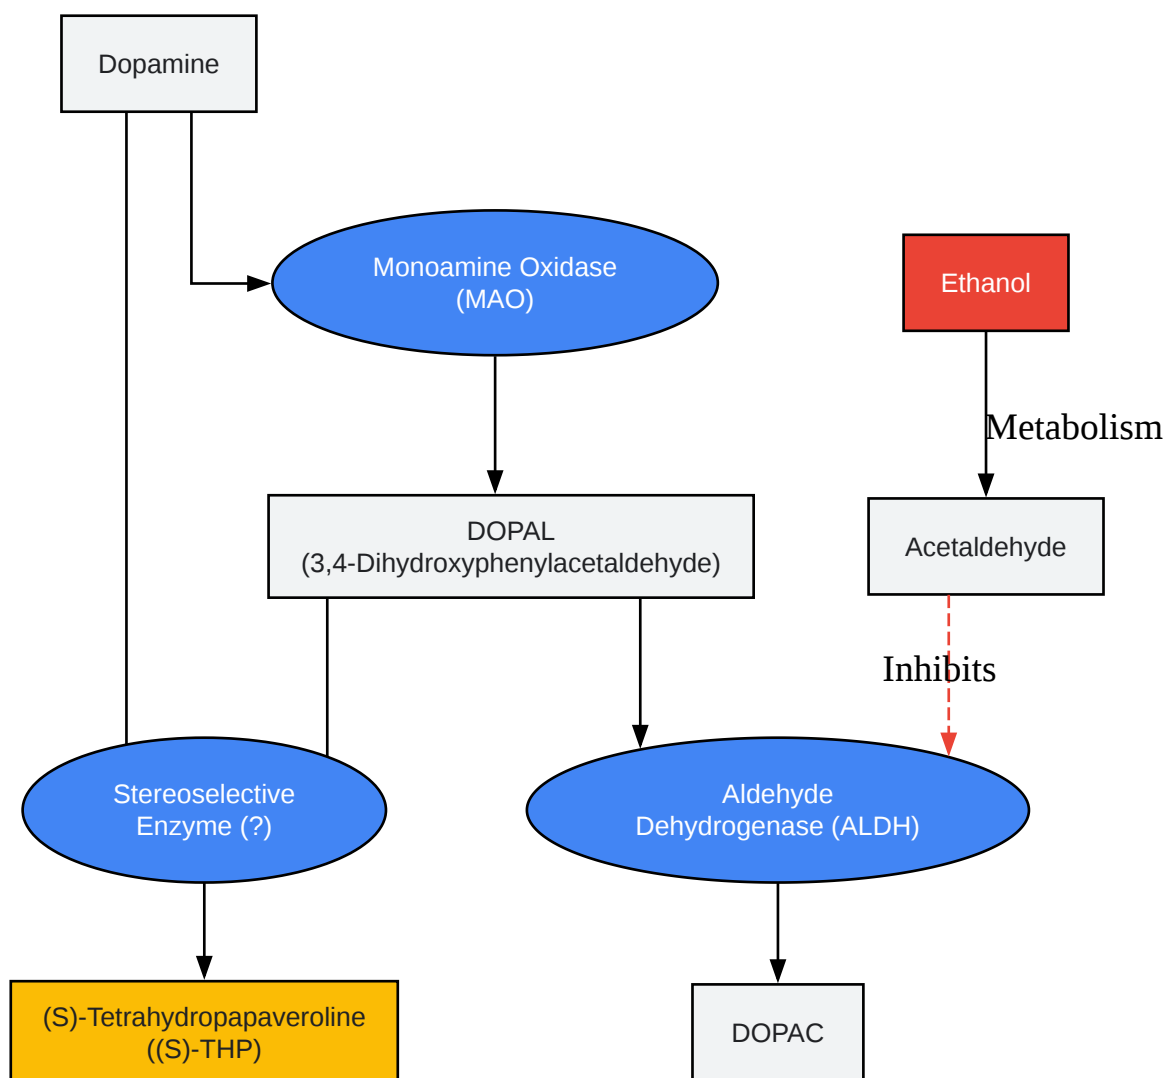 Dopamine
Monoamine Oxidase
(MAO)
Ethanol
Metabolism
DOPAL
(3,4-Dihydroxyphenylacetaldehyde)
Acetaldehyde
Inhibits
Stereoselective
Enzyme (?)
Aldehyde
Dehydrogenase (ALDH)
(S)-Tetrahydropapaveroline
((S)-THP)
DOPAC